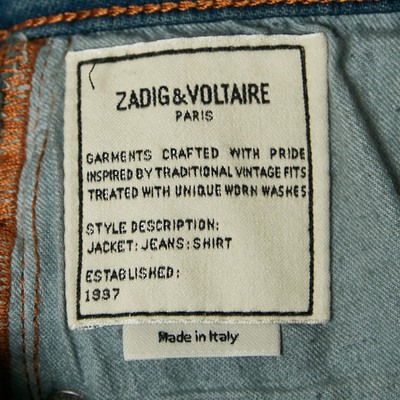 ZADIG&VOLTAIRE
PARIS
GARMENTS CRAFTED WITH PRIDE
INSPIRED BY TRADITIONAL VINTAGE FITS
TREATED WITH UNIQUE WORN WASHES
STYLE DESCRIPTION:
JACKET:JEANS:SHIRT
ESTABLISHED:
1997
Made in Italy